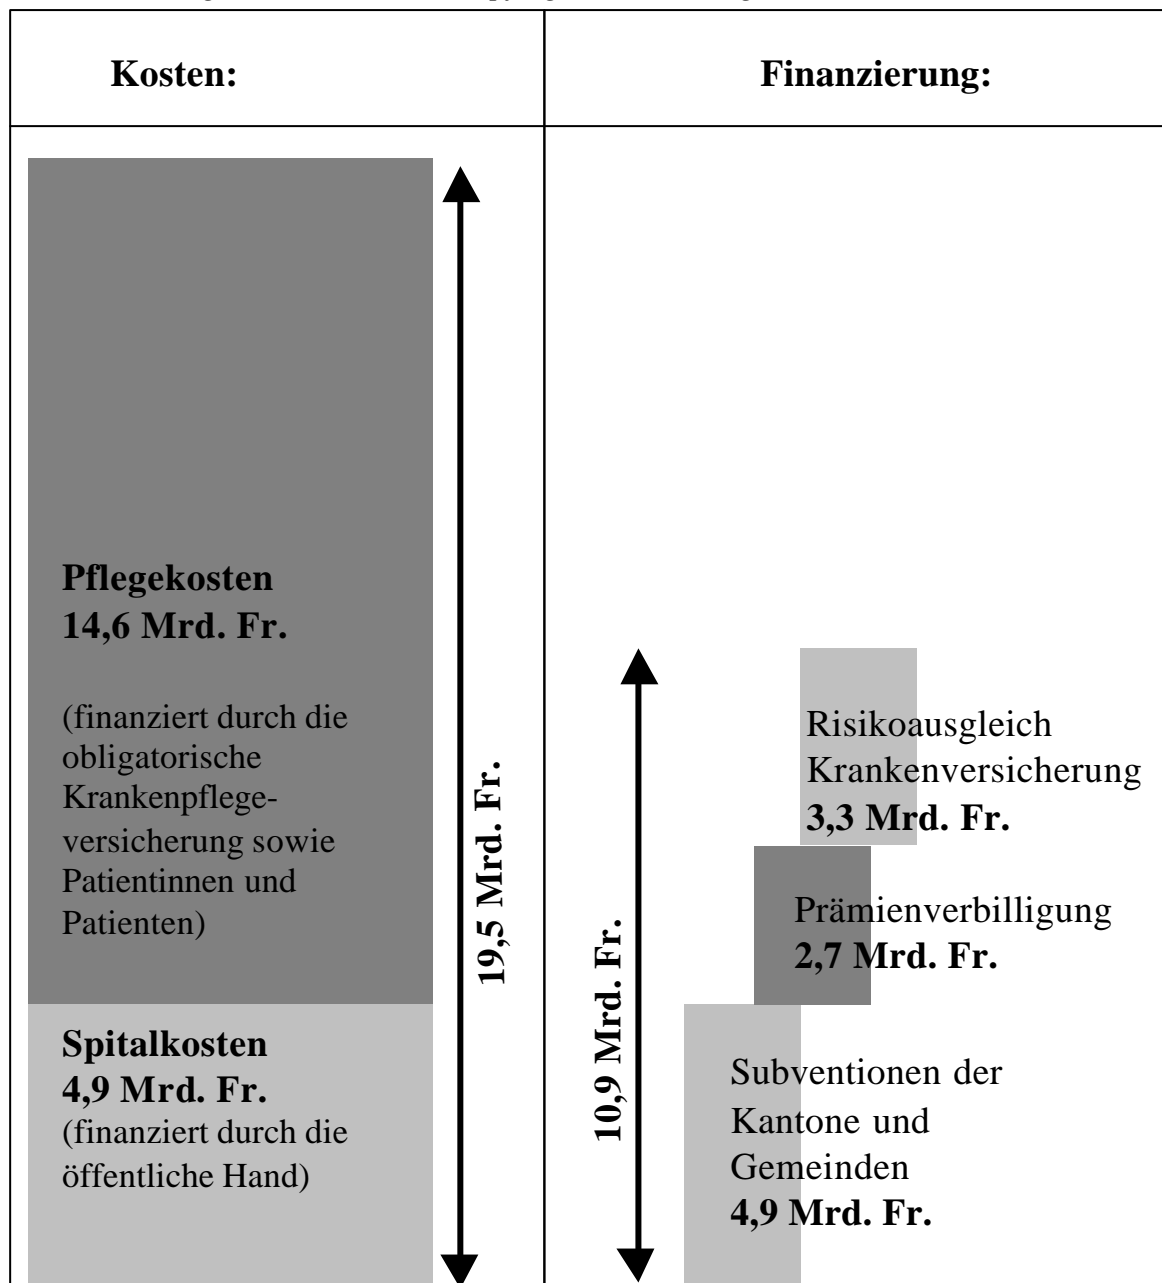 Kosten:
Finanzierung:
Pflegekosten
14,6 Mrd. Fr.
(finanziert durch die
obligatorische
Krankenpflege-
versicherung sowie
Patientinnen und
Patienten)
19,5 Mrd. Fr.
Spitalkosten
4,9 Mrd. Fr.
(finanziert durch die
öffentliche Hand)
10,9 Mrd. Fr.
Risikoausgleich
Krankenversicherung
3,3 Mrd. Fr.
Prämienverbilligung
2,7 Mrd. Fr.
Subventionen der
Kantone und
Gemeinden
4,9 Mrd. Fr.